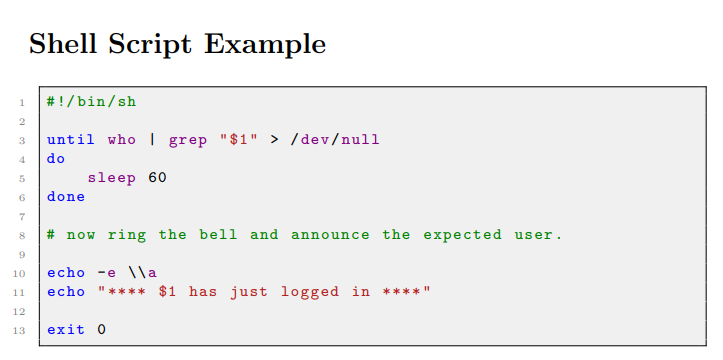 Shell Script Example
1 #!/bin/sh
2
3 until who | grep "$1" > /dev/null
4 do
5     sleep 60
6 done
7
8 # now ring the bell and announce the expected user.
9
10 echo -e \\a
11 echo "**** $1 has just logged in ****"
12
13 exit 0